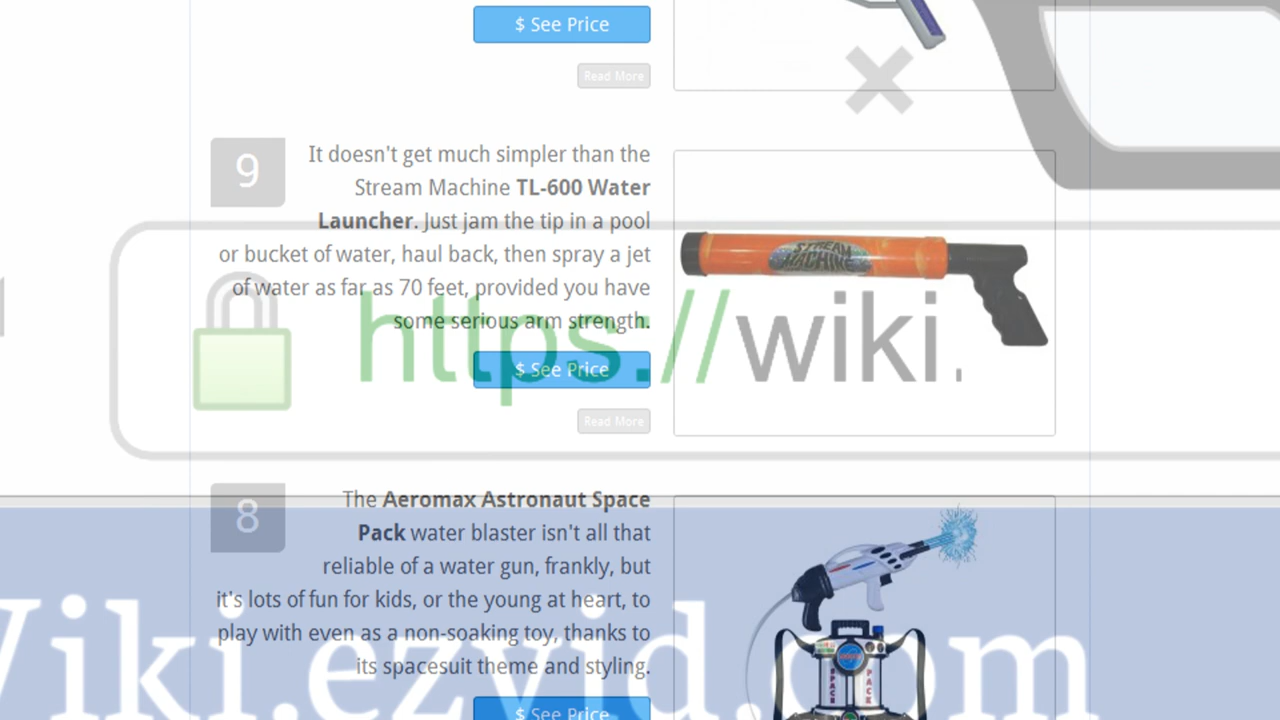 $ See Price
Read More
9
It doesn't get much simpler than the
Stream Machine TL-600 Water
Launcher. Just jam the tip in a pool
or bucket of water, haul back, then spray a jet
of water as far as 70 feet, provided you have
some serious arm strength.
STREAM
MACHINE
https://wiki.
$ See Price
Read More
8
The Aeromax Astronaut Space
Pack water blaster isn't all that
reliable of a water gun, frankly, but
it's lots of fun for kids, or the young at heart, to
play with even as a non-soaking toy, thanks to
its spacesuit theme and styling.
Wiki.ezvid.com
SPACE
PACK
$ See Price